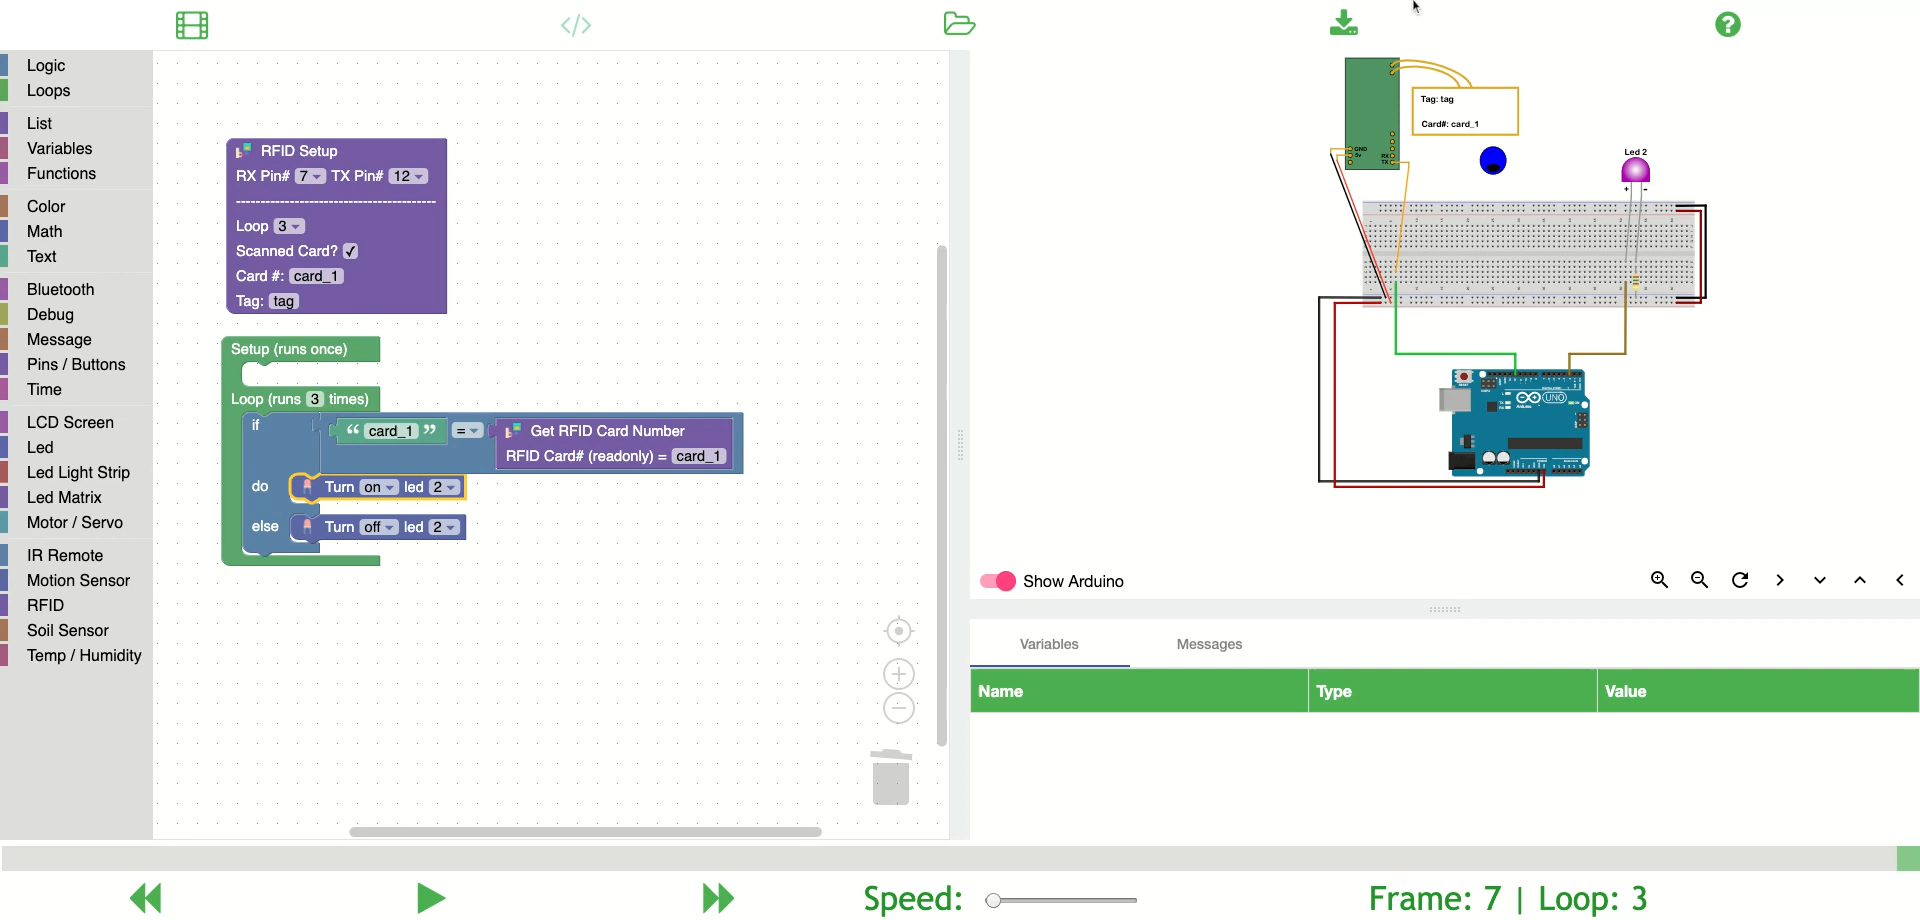 </>
?
Logic
Loops
List
Variables
Functions
Color
Math
Text
Bluetooth
Debug
Message
Pins / Buttons
Time
LCD Screen
Led
Led Light Strip
Led Matrix
Motor / Servo
IR Remote
Motion Sensor
RFID
Soil Sensor
Temp / Humidity
RFID Setup
RX Pin# 7 TX Pin# 12
Loop 3
Scanned Card? ✓
Card #: card_1
Tag: tag
Setup (runs once)
Loop (runs 3 times)
if “ card_1 ” = Get RFID Card Number
RFID Card# (readonly) = card_1
do Turn on led 2
else Turn off led 2
Tag: tag
Card#: card_1
GND
5v
RX
TX
Led 2
+ -
UNO
Arduino
Show Arduino
Variables Messages
Name Type Value
Speed: Frame: 7 | Loop: 3